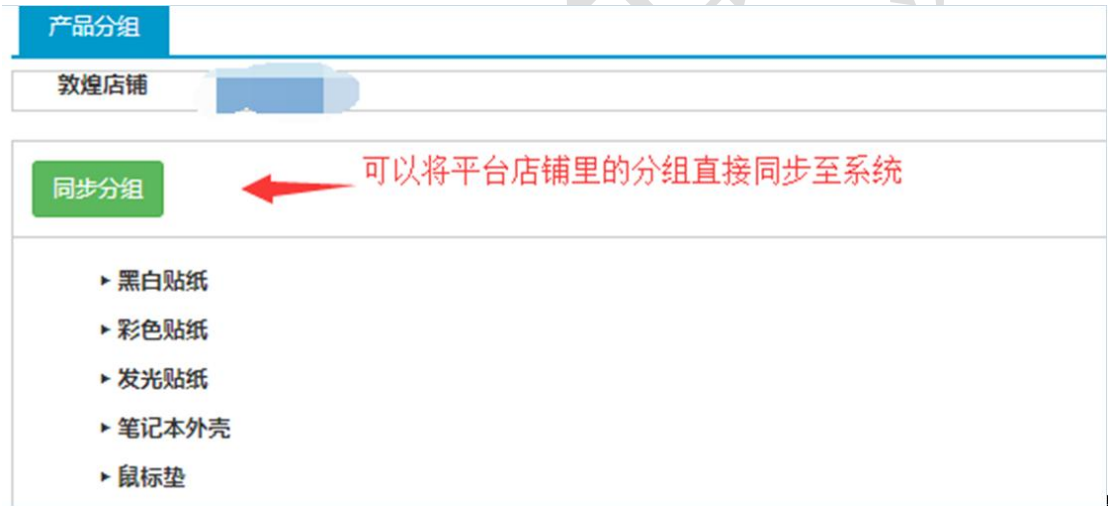 产品分组
敦煌店铺
同步分组
可以将平台店铺里的分组直接同步至系统
黑白贴纸
彩色贴纸
发光贴纸
笔记本外壳
鼠标垫